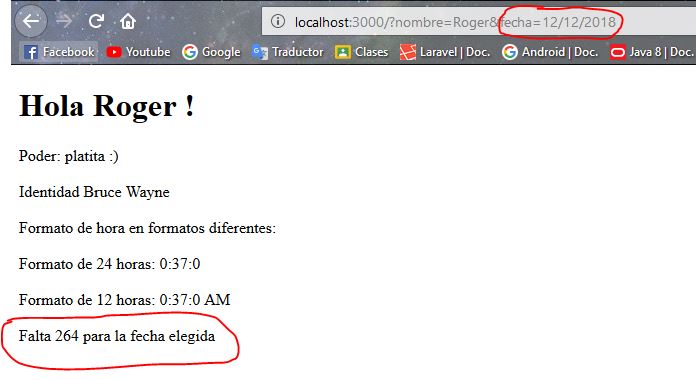 localhost:3000/?nombre=Roger&fecha=12/12/2018
Facebook Youtube Google Traductor Clases Laravel | Doc. Android | Doc. Java 8 | Doc.
Hola Roger !
Poder: platita :)
Identidad Bruce Wayne
Formato de hora en formatos diferentes:
Formato de 24 horas: 0:37:0
Formato de 12 horas: 0:37:0 AM
Falta 264 para la fecha elegida